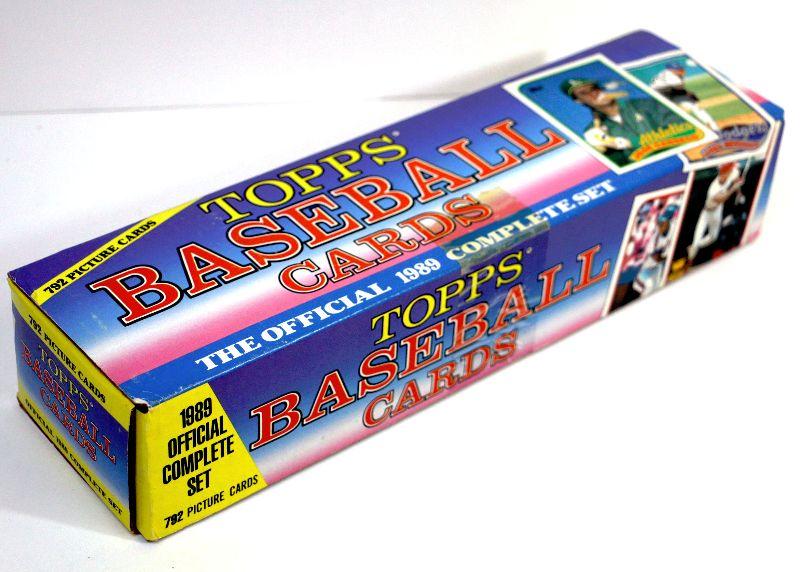 792 PICTURE CARDS
TOPPS®
BASEBALL
CARDS
THE OFFICIAL 1989 COMPLETE SET
Athletics
Dodgers
792 PICTURE CARDS
TOPPS®
BASEBALL
CARDS
OFFICIAL 1989 COMPLETE SET
1989
OFFICIAL
COMPLETE
SET
792 PICTURE CARDS
TOPPS®
BASEBALL
CARDS